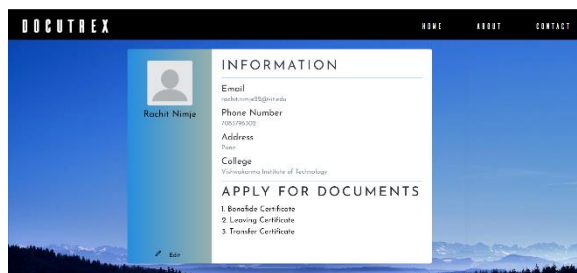 DOCUTREX
HOME ABOUT CONTACT
INFORMATION
Rachit Nimje
Email
Phone Number
Address
Pune
College
Vishwakarma Institute of Technology
APPLY FOR DOCUMENTS
1. Bonafide Certificate
2. Leaving Certificate
3. Transfer Certificate
Edit